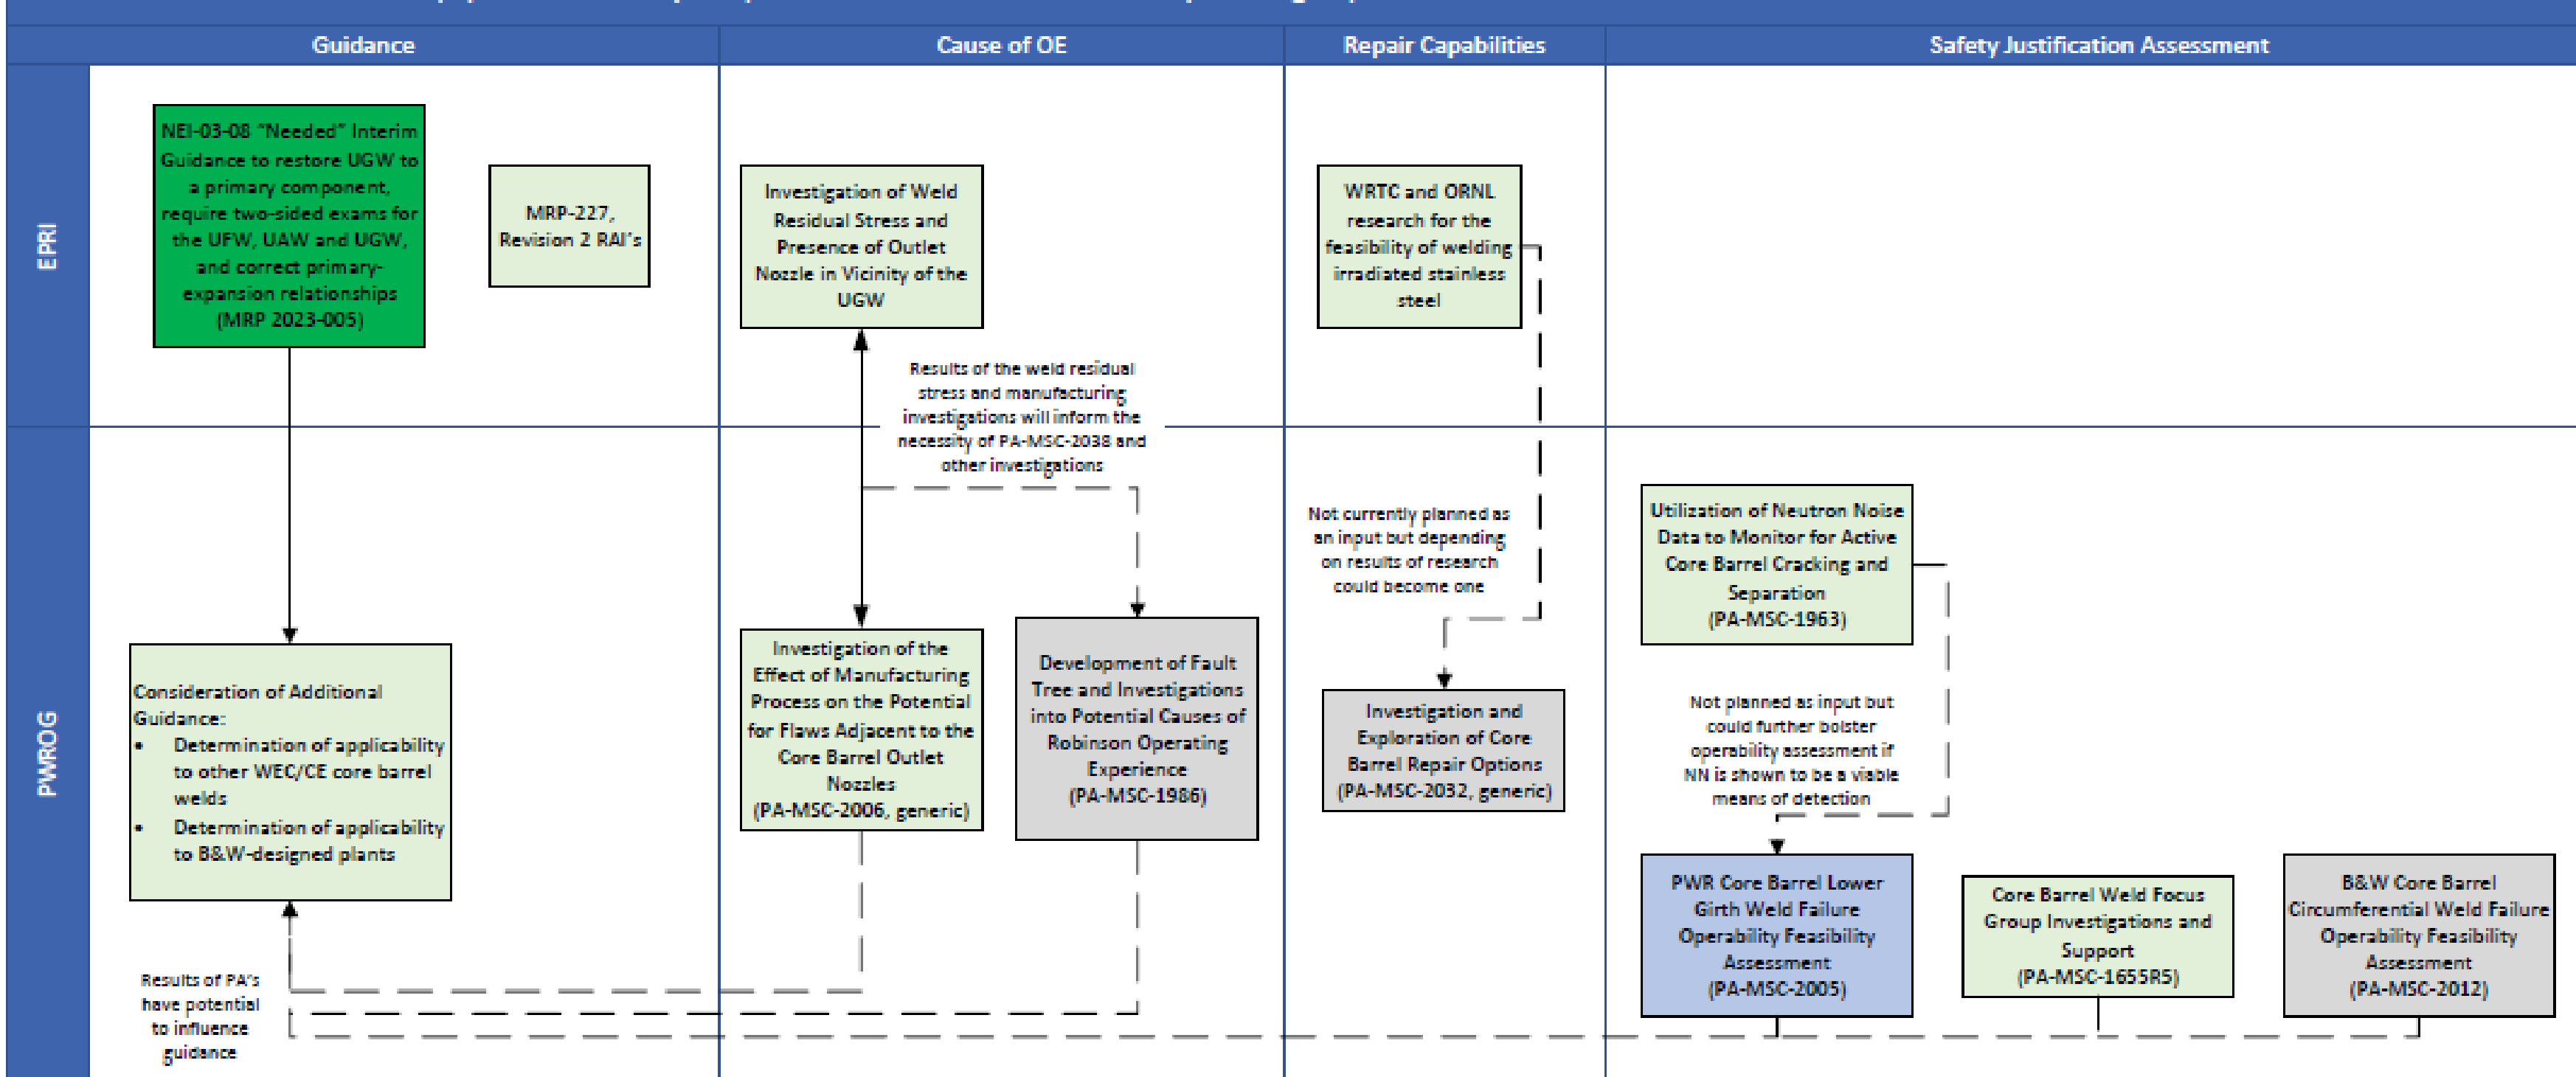 Guidance
Cause of OE
Repair Capabilities
Safety Justification Assessment
EPRI
NEI-03-08 "Needed" Interim
Guidance to restore UGW to
a primary component,
require two-sided exams for
the UFW, UAW and UGW,
and correct primary-
expansion relationships
(MRP 2023-005)
MRP-227,
Revision 2 RAI's
Investigation of Weld
Residual Stress and
Presence of Outlet
Nozzle in Vicinity of the
UGW
WRTC and ORNL
research for the
feasibility of welding
irradiated stainless
steel
Results of the weld residual
stress and manufacturing
investigations will inform the
necessity of PA-MSC-2038 and
other investigations
PWROG
Consideration of Additional
Guidance:
• Determination of applicability
to other WEC/CE core barrel
welds
• Determination of applicability
to B&W-designed plants
Results of PA's
have potential
to influence
guidance
Investigation of the
Effect of Manufacturing
Process on the Potential
for Flaws Adjacent to the
Core Barrel Outlet
Nozzles
(PA-MSC-2006, generic)
Development of Fault
Tree and Investigations
into Potential Causes of
Robinson Operating
Experience
(PA-MSC-1986)
Not currently planned as
an input but depending
on results of research
could become one
Investigation and
Exploration of Core
Barrel Repair Options
(PA-MSC-2032, generic)
Utilization of Neutron Noise
Data to Monitor for Active
Core Barrel Cracking and
Separation
(PA-MSC-1963)
Not planned as input but
could further bolster
operability assessment if
NN is shown to be a viable
means of detection
PWR Core Barrel Lower
Girth Weld Failure
Operability Feasibility
Assessment
(PA-MSC-2005)
Core Barrel Weld Focus
Group Investigations and
Support
(PA-MSC-1655R5)
B&W Core Barrel
Circumferential Weld Failure
Operability Feasibility
Assessment
(PA-MSC-2012)